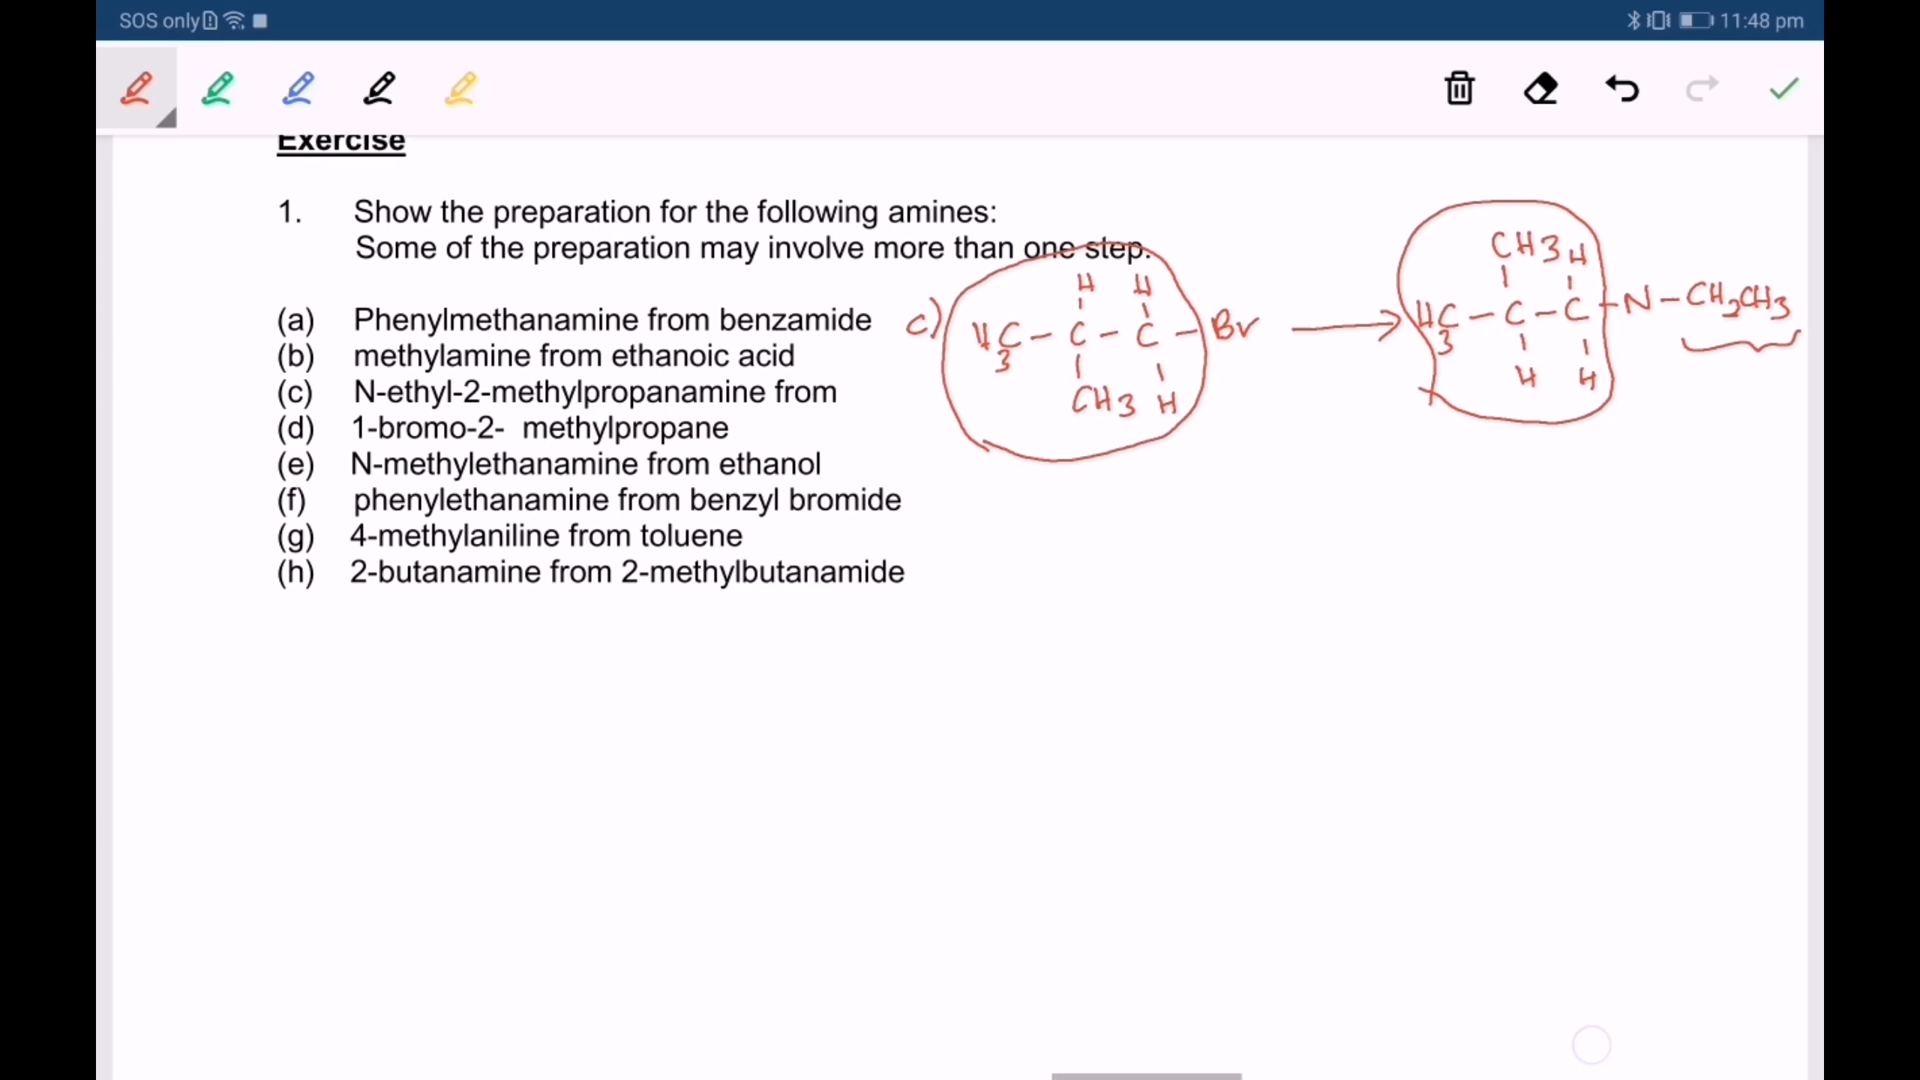 SOS only
11:48 pm
Exercise
1. Show the preparation for the following amines:
Some of the preparation may involve more than one step.
(a) Phenylmethanamine from benzamide
(b) methylamine from ethanoic acid
(c) N-ethyl-2-methylpropanamine from
(d) 1-bromo-2- methylpropane
(e) N-methylethanamine from ethanol
(f) phenylethanamine from benzyl bromide
(g) 4-methylaniline from toluene
(h) 2-butanamine from 2-methylbutanamide
H H
c) H3C - C - C - Br
CH3 H
CH3 H
H3C - C - C - N - CH2CH3
H H